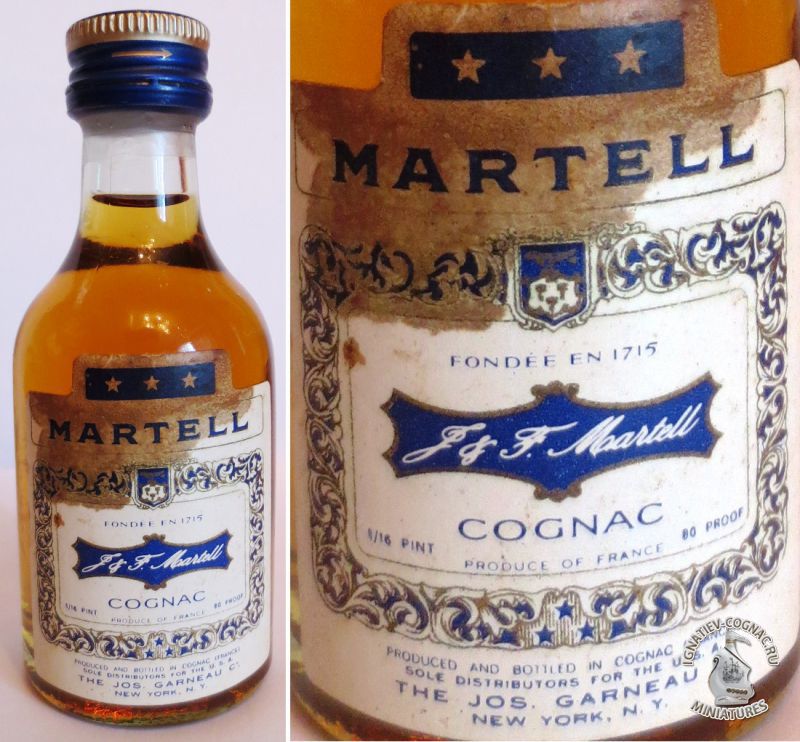 MARTELL
FONDÉE EN 1715
J & F. Martell
COGNAC
1/16 PINT 80 PROOF
PRODUCE OF FRANCE
PRODUCED AND BOTTLED IN COGNAC (FRANCE)
SOLE DISTRIBUTORS FOR THE U.S.A.
THE JOS. GARNEAU Co
NEW YORK, N.Y.
MARTELL
FONDÉE EN 1715
J & F. Martell
COGNAC
1/16 PINT 80 PROOF
PRODUCE OF FRANCE
PRODUCED AND BOTTLED IN COGNAC
SOLE DISTRIBUTORS FOR THE U.S.A.
THE JOS. GARNEAU
NEW YORK, N.Y.
IGNATIEV-COGNAC.RU
MINIATURES